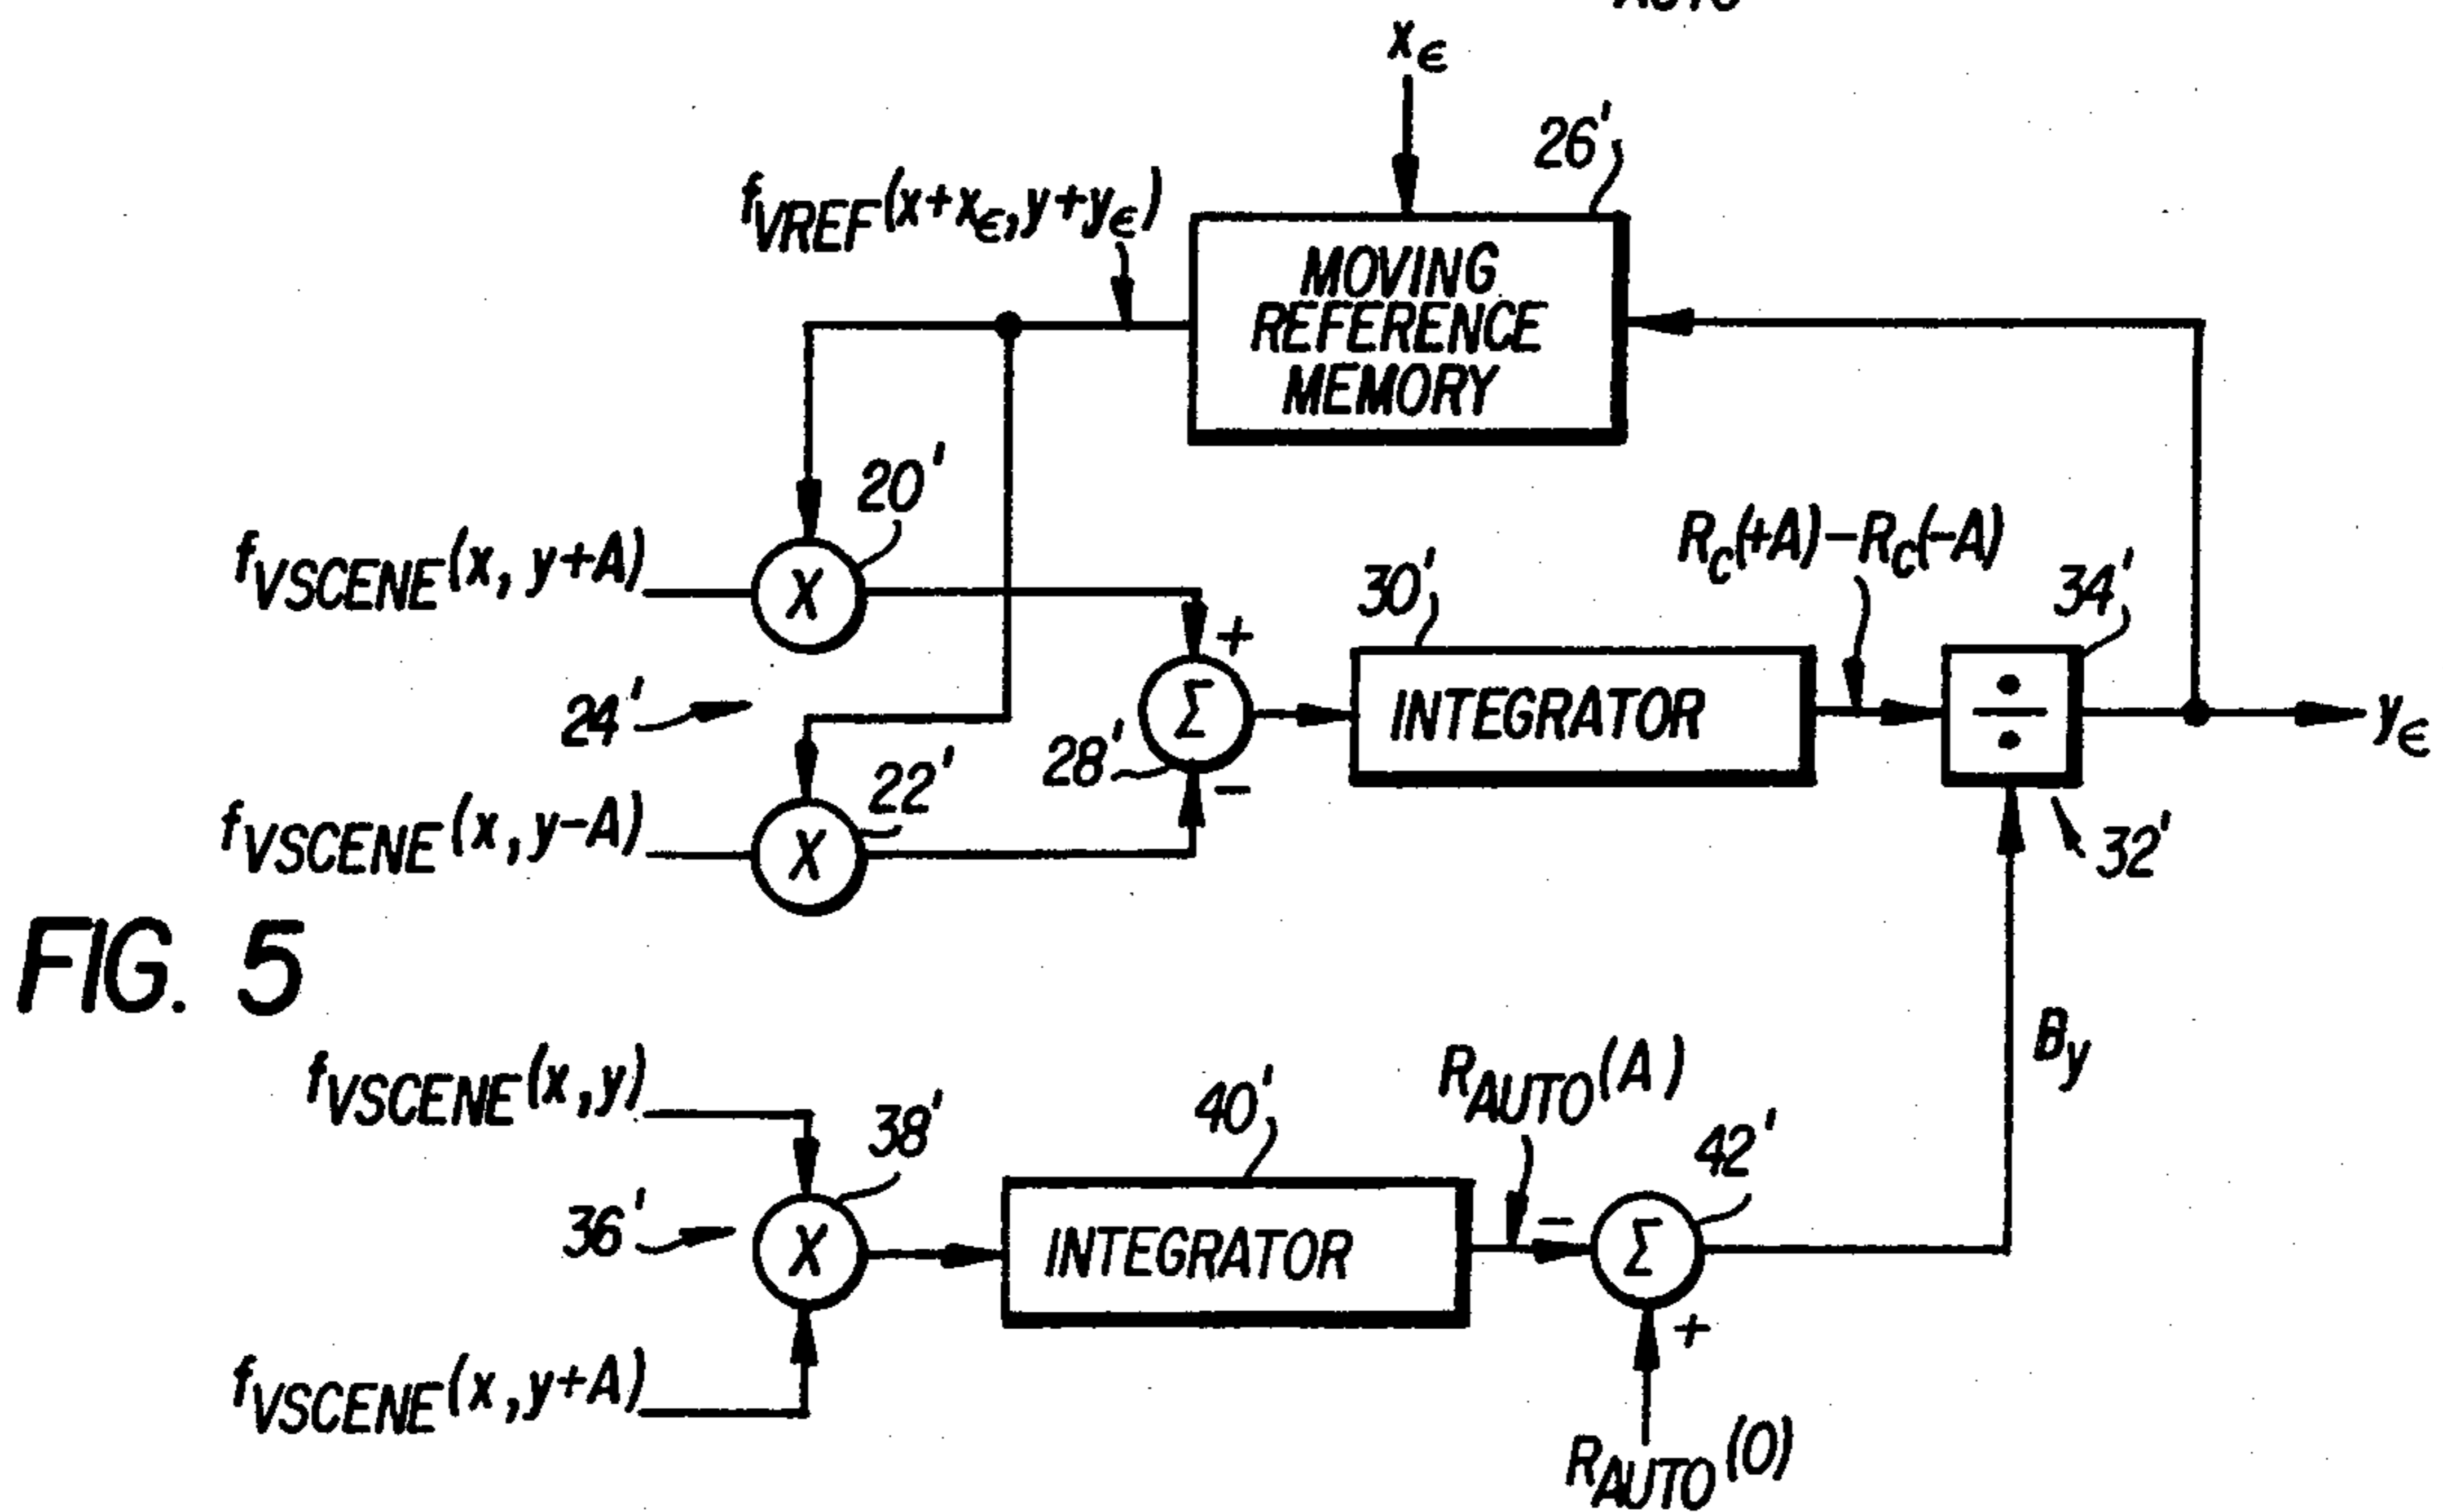 xϵ
26'
fVREF(x+xϵ,y+yϵ)
MOVING
REFERENCE
MEMORY
20'
fVSCENE(x, y+A)
X
RC(+A)-RC(-A)
30'
34'
+
24'
Σ
INTEGRATOR
÷
yϵ
28'
-
22'
fVSCENE(x,y-A)
X
32'
FIG. 5
By
fVSCENE(x,y)
38'
40'
RAUTO(A)
42'
36'
X
INTEGRATOR
-
Σ
+
fVSCENE(x,y+A)
RAUTO(0)